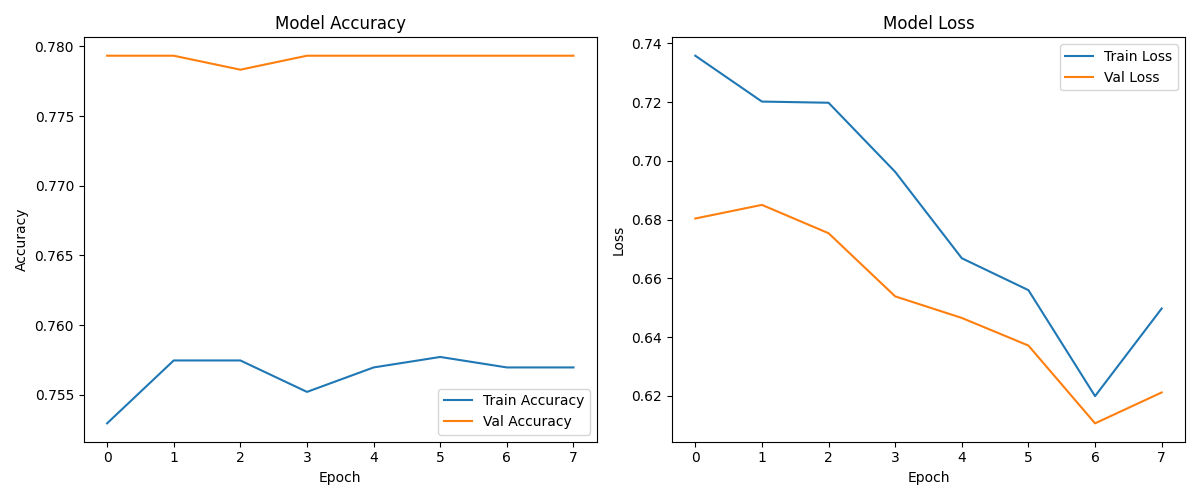 Model Accuracy
0.780
0.775
0.770
0.765
0.760
0.755
Accuracy
0 1 2 3 4 5 6 7
Epoch
Train Accuracy
Val Accuracy
Model Loss
0.74
0.72
0.70
0.68
0.66
0.64
0.62
Loss
0 1 2 3 4 5 6 7
Epoch
Train Loss
Val Loss